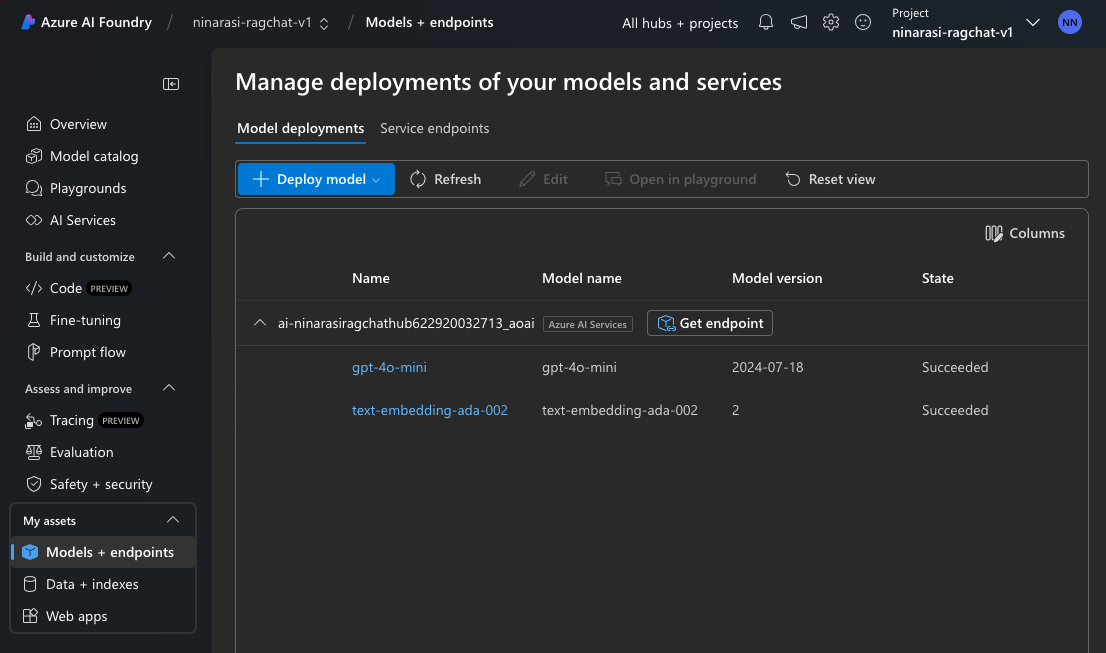 Azure AI Foundry / ninarasi-ragchat-v1 / Models + endpoints
All hubs + projects
Project
ninarasi-ragchat-v1
NN
Overview
Model catalog
Playgrounds
AI Services
Build and customize
Code PREVIEW
Fine-tuning
Prompt flow
Assess and improve
Tracing PREVIEW
Evaluation
Safety + security
My assets
Models + endpoints
Data + indexes
Web apps
Manage deployments of your models and services
Model deployments Service endpoints
Deploy model Refresh Edit Open in playground Reset view
Columns
Name Model name Model version State
ai-ninarasiragchathub622920032713_aoai Azure AI Services Get endpoint
gpt-4o-mini gpt-4o-mini 2024-07-18 Succeeded
text-embedding-ada-002 text-embedding-ada-002 2 Succeeded